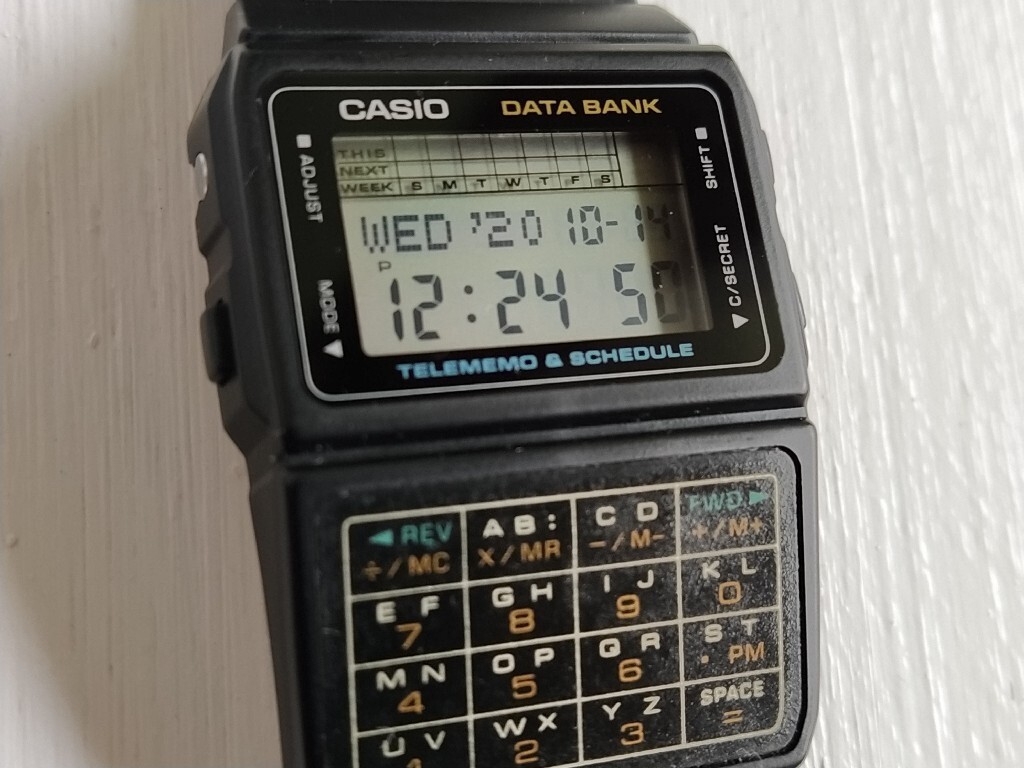 CASIO DATA BANK
ADJUST
SHIFT
THIS
NEXT
WEEK S M T W T F S
WED '20 10-14
P
12:24 50
MODE
C/SECRET
TELEMEMO & SCHEDULE
◄ REV A B : C D FWD ►
÷/MC X/MR −/M− +/M+
E F G H I J K L
7 8 9 0
M N O P Q R S T
4 5 6 . PM
U V W X Y Z SPACE
1 2 3 =